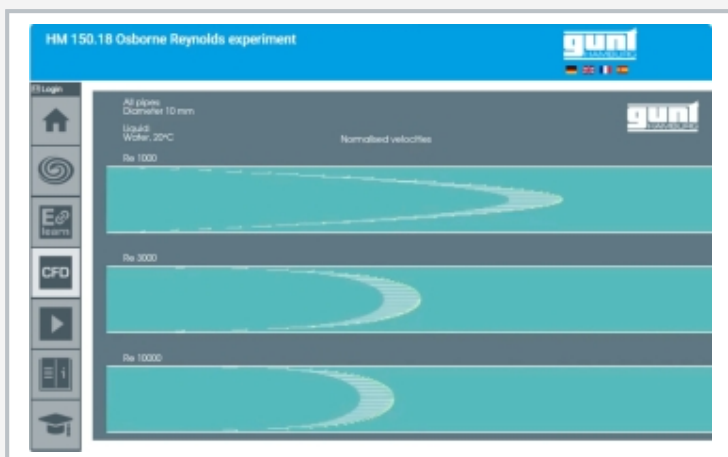 HM 150.18 Osborne Reynolds experiment
gunt
HAMBURG
Login
All pipes:
Diameter 10 mm
Liquid:
Water, 20°C
Normalised velocities
gunt
HAMBURG
Re 1000
E
learn
Re 3000
CFD
Re 10000
i